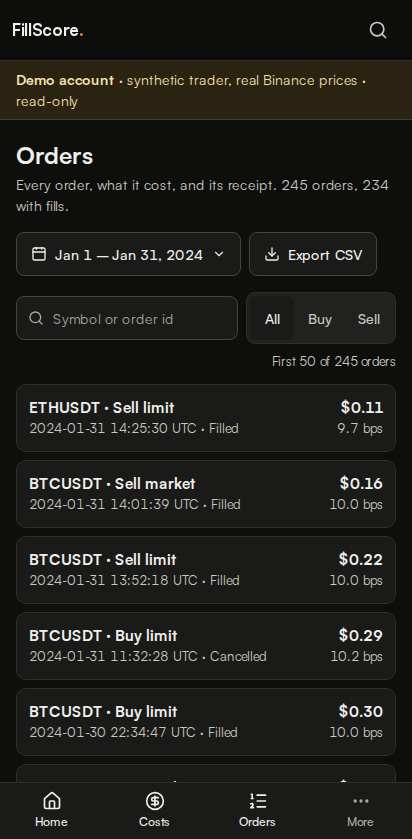 FillScore.
Demo account · synthetic trader, real Binance prices ·
read-only
Orders
Every order, what it cost, and its receipt. 245 orders, 234
with fills.
Jan 1 — Jan 31, 2024
Export CSV
Symbol or order id
All
Buy
Sell
First 50 of 245 orders
ETHUSDT · Sell limit
$0.11
2024-01-31 14:25:30 UTC · Filled
9.7 bps
BTCUSDT · Sell market
$0.16
2024-01-31 14:01:39 UTC · Filled
10.0 bps
BTCUSDT · Sell limit
$0.22
2024-01-31 13:52:18 UTC · Filled
10.0 bps
BTCUSDT · Buy limit
$0.29
2024-01-31 11:32:28 UTC · Cancelled
10.2 bps
BTCUSDT · Buy limit
$0.30
2024-01-30 22:34:47 UTC · Filled
10.0 bps
Home
Costs
Orders
More